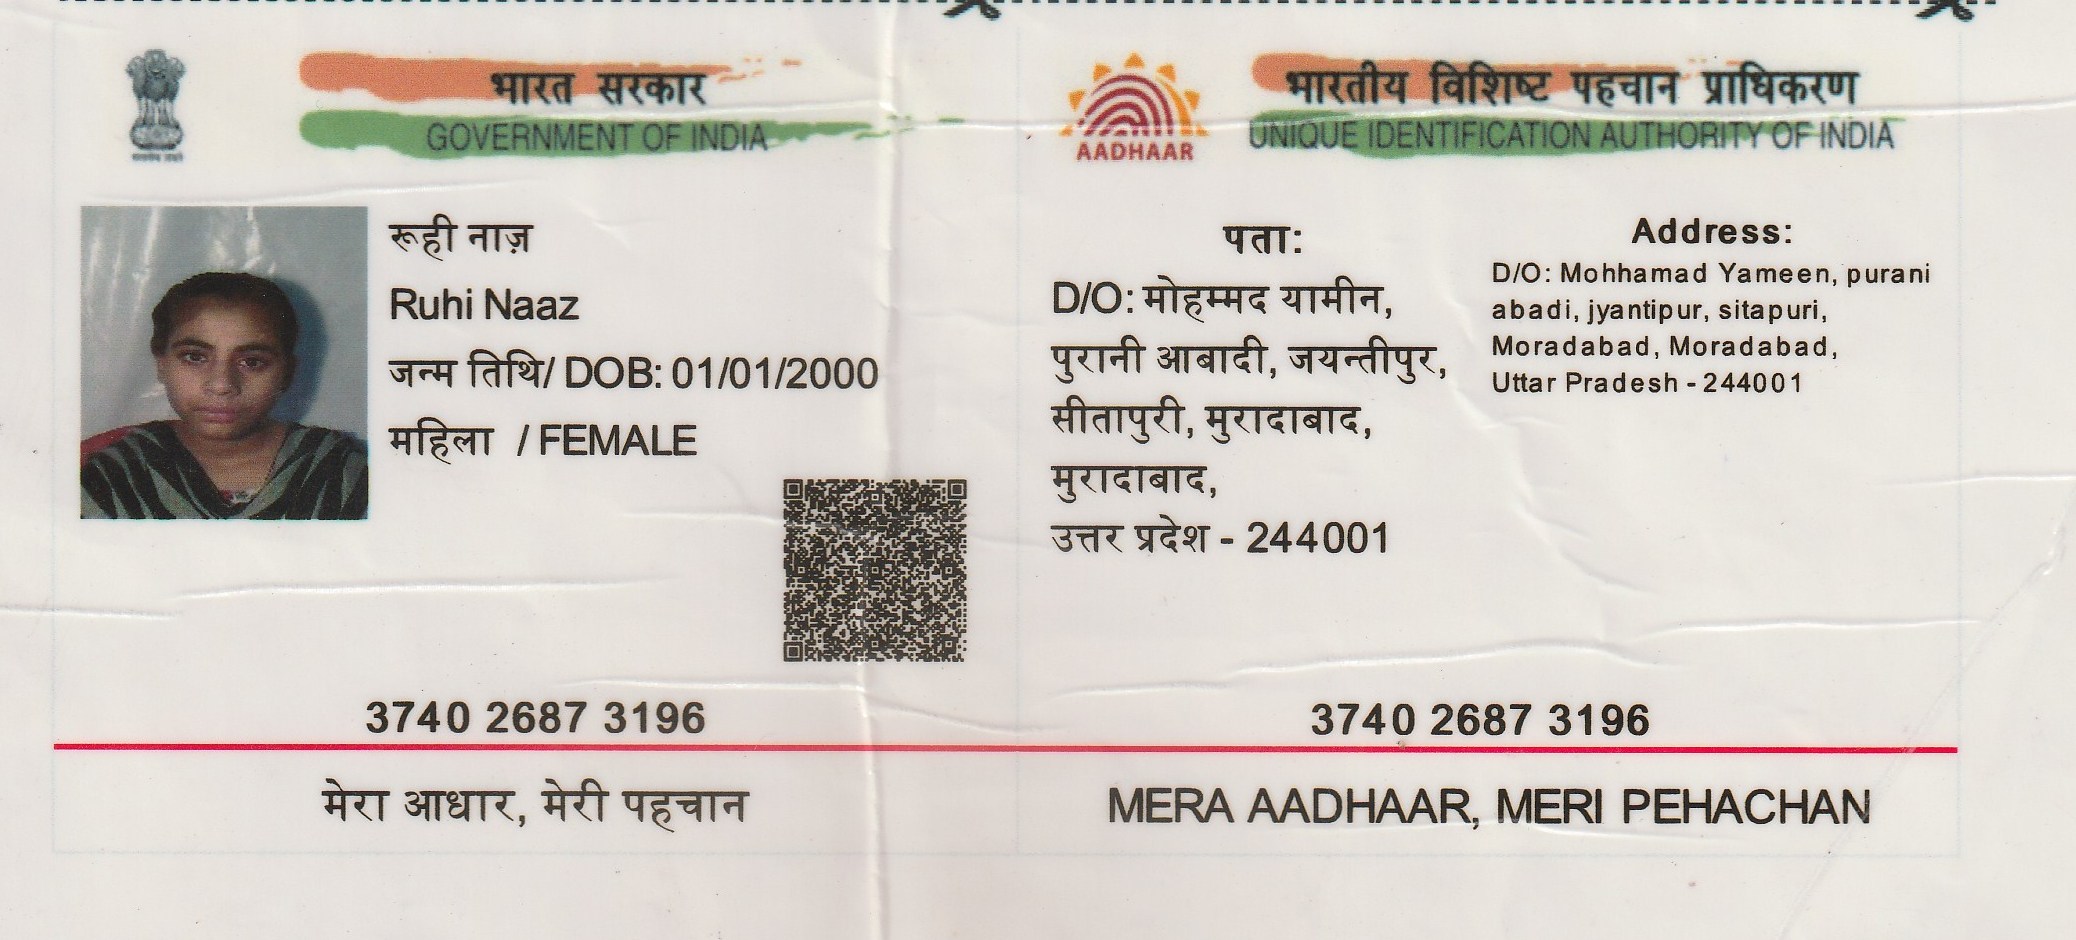 भारत सरकार
GOVERNMENT OF INDIA
रूही नाज़
Ruhi Naaz
जन्म तिथि/ DOB: 01/01/2000
महिला / FEMALE
3740 2687 3196
मेरा आधार, मेरी पहचान
भारतीय विशिष्ट पहचान प्राधिकरण
UNIQUE IDENTIFICATION AUTHORITY OF INDIA
AADHAAR
पता:
D/O: मोहम्मद यामीन,
पुरानी आबादी, जयन्तीपुर,
सीतापुरी, मुरादाबाद,
मुरादाबाद,
उत्तर प्रदेश - 244001
Address:
D/O: Mohhamad Yameen, purani
abadi, jyantipur, sitapuri,
Moradabad, Moradabad,
Uttar Pradesh - 244001
3740 2687 3196
MERA AADHAAR, MERI PEHACHAN